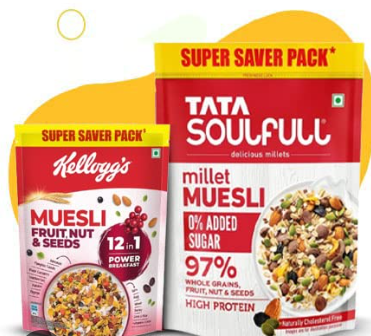 SUPER SAVER PACK*
Kellogg's
MUESLI
FRUIT, NUT
& SEEDS
12 in 1
POWER
BREAKFAST
SUPER SAVER PACK*
TATA
SOULFULL
delicious millets
millet
MUESLI
0% ADDED
SUGAR
97%
WHOLE GRAINS,
FRUIT, NUT & SEEDS
HIGH PROTEIN
Naturally Cholesterol Free